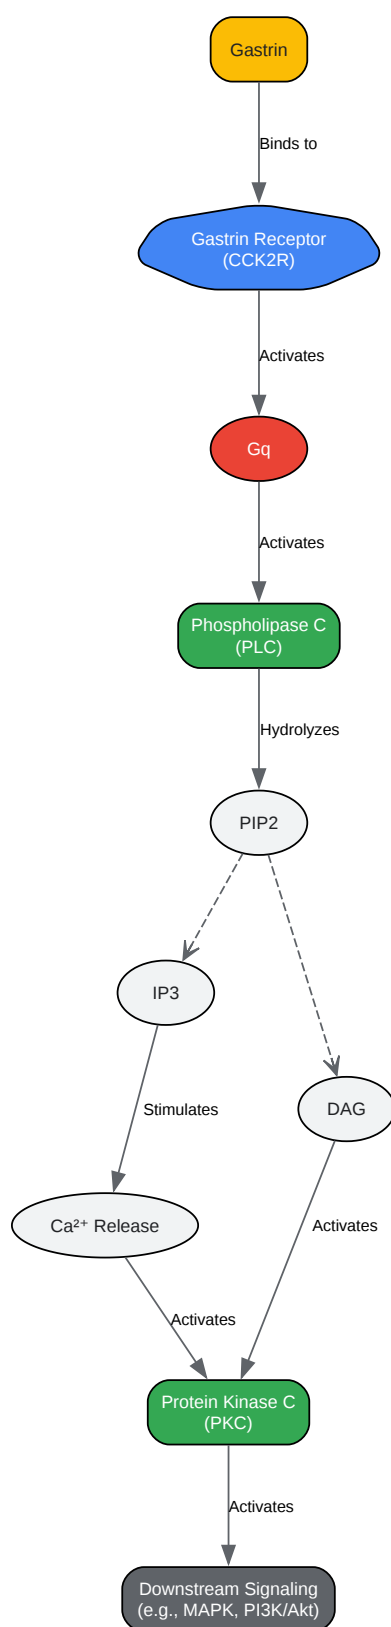 Gastrin
Binds to
Gastrin Receptor
(CCK2R)
Activates
Gq
Activates
Phospholipase C
(PLC)
Hydrolyzes
PIP2
IP3
Stimulates
DAG
Ca²⁺ Release
Activates
Activates
Protein Kinase C
(PKC)
Activates
Downstream Signaling
(e.g., MAPK, PI3K/Akt)